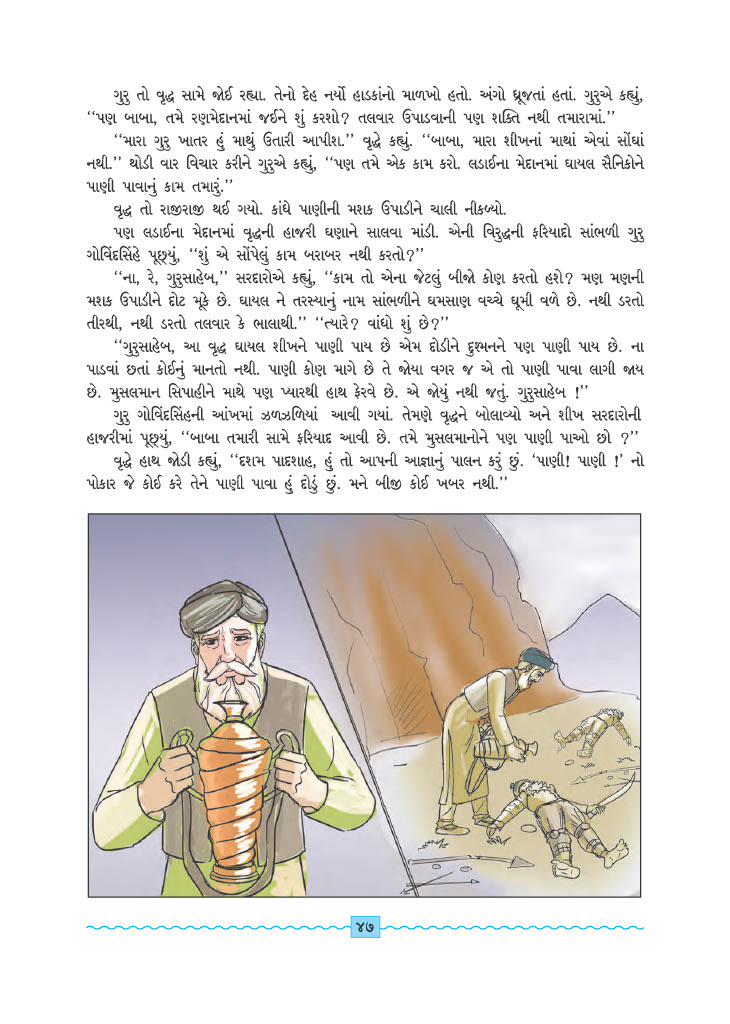 ગુરુ તો વૃદ્ધ સામે જોઈ રહ્યા. તેનો દેહ નર્યો હાડકાંનો માળખો હતો. અંગો ધ્રૂજતાં હતાં. ગુરુએ કહ્યું,
‘‘પણ બાબા, તમે રણમેદાનમાં જઈને શું કરશો? તલવાર ઉપાડવાની પણ શક્તિ નથી તમારામાં.’’
‘‘મારા ગુરુ ખાતર હું માથું ઉતારી આપીશ.’’ વૃદ્ધે કહ્યું. ‘‘બાબા, મારા શીખનાં માથાં એવાં સોંઘાં
નથી.’’ થોડી વાર વિચાર કરીને ગુરુએ કહ્યું, ‘‘પણ તમે એક કામ કરો. લડાઈના મેદાનમાં ઘાયલ સૈનિકોને
પાણી પાવાનું કામ તમારું.’’
વૃદ્ધ તો રાજીરાજી થઈ ગયો. કાંધે પાણીની મશક ઉપાડીને ચાલી નીકળ્યો.
પણ લડાઈના મેદાનમાં વૃદ્ધની હાજરી ઘણાને સાલવા માંડી. એની વિરુદ્ધની ફરિયાદો સાંભળી ગુરુ
ગોવિંદસિંહે પૂછ્યું, ‘‘શું એ સોંપેલું કામ બરાબર નથી કરતો?’’
‘‘ના, રે, ગુરુસાહેબ,’’ સરદારોએ કહ્યું, ‘‘કામ તો એના જેટલું બીજો કોણ કરતો હશે? મણ મણની
મશક ઉપાડીને દોટ મૂકે છે. ઘાયલ ને તરસ્યાનું નામ સાંભળીને ઘમસાણ વચ્ચે ઘૂમી વળે છે. નથી ડરતો
તીરથી, નથી ડરતો તલવાર કે ભાલાથી.’’ ‘‘ત્યારે? વાંધો શું છે?’’
‘‘ગુરુસાહેબ, આ વૃદ્ધ ઘાયલ શીખને પાણી પાય છે એમ દોડીને દુશ્મનને પણ પાણી પાય છે. ના
પાડવાં છતાં કોઈનું માનતો નથી. પાણી કોણ માગે છે તે જોયા વગર જ એ તો પાણી પાવા લાગી જાય
છે. મુસલમાન સિપાહીને માથે પણ પ્યારથી હાથ ફેરવે છે. એ જોયું નથી જતું. ગુરુસાહેબ !’’
ગુરુ ગોવિંદસિંહની આંખમાં ઝળઝળિયાં આવી ગયાં. તેમણે વૃદ્ધને બોલાવ્યો અને શીખ સરદારોની
હાજરીમાં પૂછ્યું, ‘‘બાબા તમારી સામે ફરિયાદ આવી છે. તમે મુસલમાનોને પણ પાણી પાઓ છો ?’’
વૃદ્ધે હાથ જોડી કહ્યું, ‘‘દશમ પાદશાહ, હું તો આપની આજ્ઞાનું પાલન કરું છું. ‘પાણી! પાણી !’ નો
પોકાર જે કોઈ કરે તેને પાણી પાવા હું દોડું છું. મને બીજી કોઈ ખબર નથી.’’
૪૭